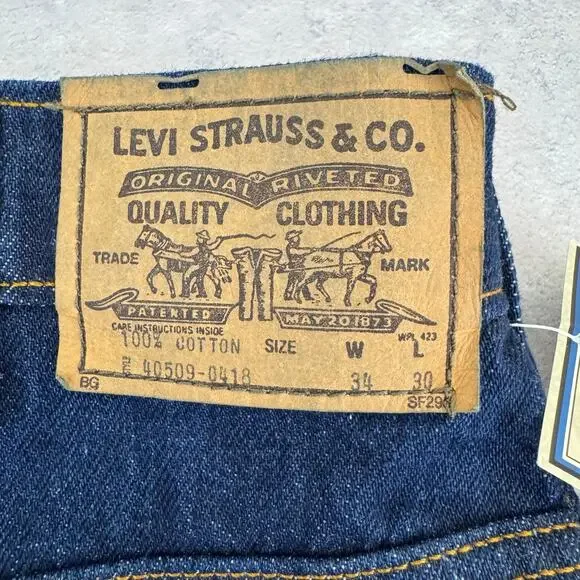 LEVI STRAUSS & CO.
ORIGINAL RIVETED
QUALITY CLOTHING
TRADE MARK
PATENTED MAY 20 1873
CARE INSTRUCTIONS INSIDE WPL 423
100% COTTON SIZE W L
40509-0418 34 30
BG SF29